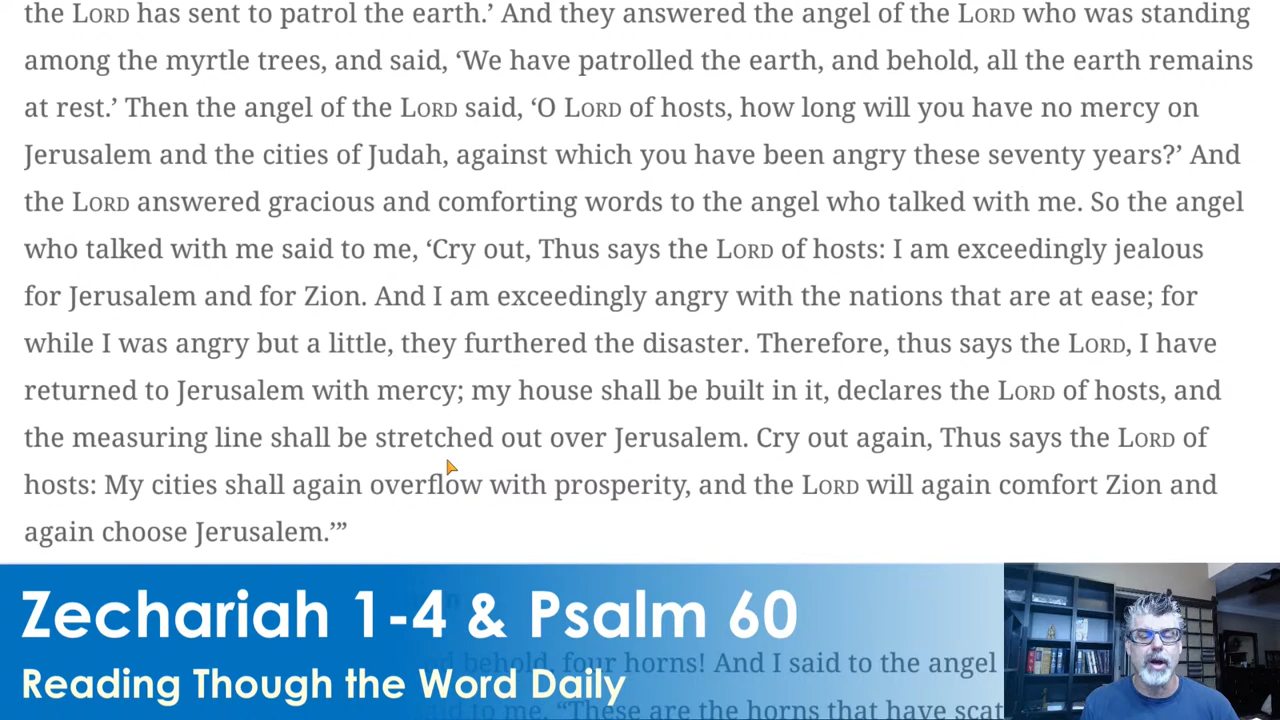 the LORD has sent to patrol the earth.’ And they answered the angel of the LORD who was standing
among the myrtle trees, and said, ‘We have patrolled the earth, and behold, all the earth remains
at rest.’ Then the angel of the LORD said, ‘O LORD of hosts, how long will you have no mercy on
Jerusalem and the cities of Judah, against which you have been angry these seventy years?’ And
the LORD answered gracious and comforting words to the angel who talked with me. So the angel
who talked with me said to me, ‘Cry out, Thus says the LORD of hosts: I am exceedingly jealous
for Jerusalem and for Zion. And I am exceedingly angry with the nations that are at ease; for
while I was angry but a little, they furthered the disaster. Therefore, thus says the LORD, I have
returned to Jerusalem with mercy; my house shall be built in it, declares the LORD of hosts, and
the measuring line shall be stretched out over Jerusalem. Cry out again, Thus says the LORD of
hosts: My cities shall again overflow with prosperity, and the LORD will again comfort Zion and
again choose Jerusalem.’”
Zechariah 1-4 & Psalm 60
behold, four horns! And I said to the angel
Reading Though the Word Daily
to me, “These are the horns that have scat